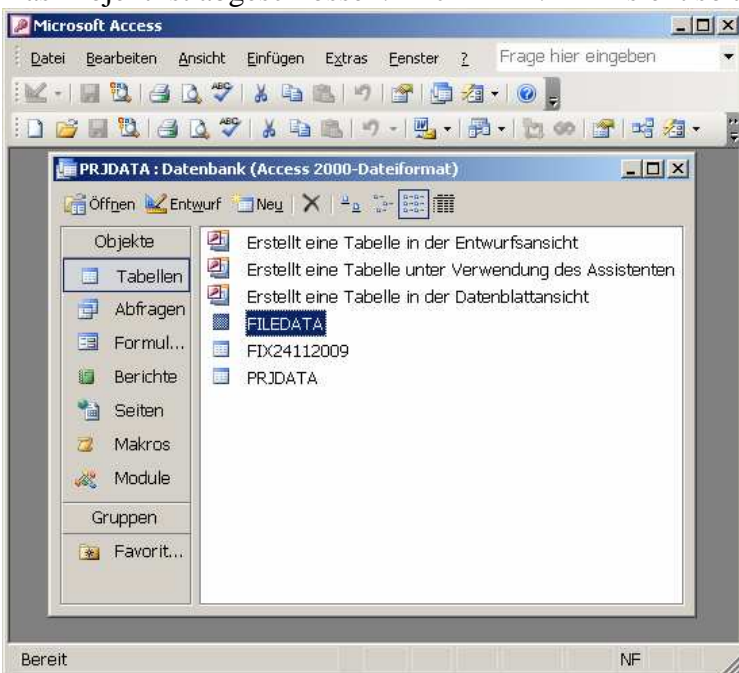 Microsoft Access
Datei Bearbeiten Ansicht Einfügen Extras Fenster ? Frage hier eingeben
PRJDATA : Datenbank (Access 2000-Dateiformat)
Öffnen Entwurf Neu
Objekte
Tabellen
Abfragen
Formul...
Berichte
Seiten
Makros
Module
Gruppen
Favorit...
Erstellt eine Tabelle in der Entwurfsansicht
Erstellt eine Tabelle unter Verwendung des Assistenten
Erstellt eine Tabelle in der Datenblattansicht
FILEDATA
FIX24112009
PRJDATA
Bereit NF